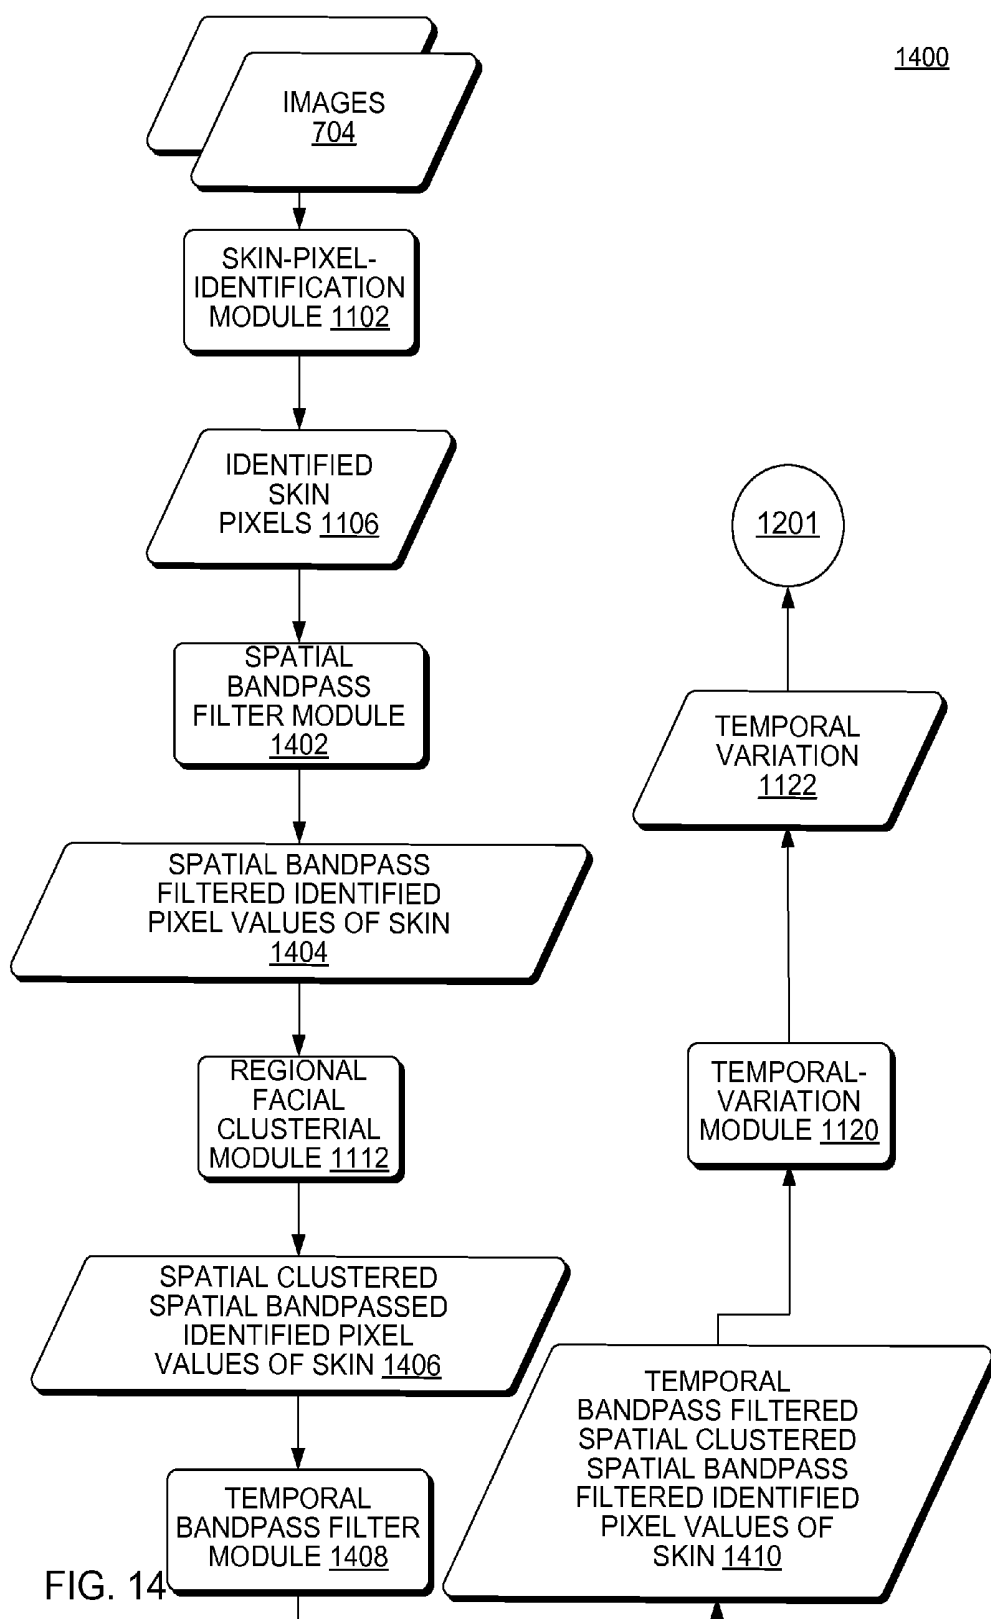 1400
IMAGES
704
SKIN-PIXEL-
IDENTIFICATION
MODULE 1102
IDENTIFIED
SKIN
PIXELS 1106
SPATIAL
BANDPASS
FILTER MODULE
1402
SPATIAL BANDPASS
FILTERED IDENTIFIED
PIXEL VALUES OF SKIN
1404
REGIONAL
FACIAL
CLUSTERIAL
MODULE 1112
SPATIAL CLUSTERED
SPATIAL BANDPASSED
IDENTIFIED PIXEL
VALUES OF SKIN 1406
TEMPORAL
BANDPASS FILTER
MODULE 1408
TEMPORAL
BANDPASS FILTERED
SPATIAL CLUSTERED
SPATIAL BANDPASS
FILTERED IDENTIFIED
PIXEL VALUES OF
SKIN 1410
TEMPORAL-
VARIATION
MODULE 1120
TEMPORAL
VARIATION
1122
1201
FIG. 14